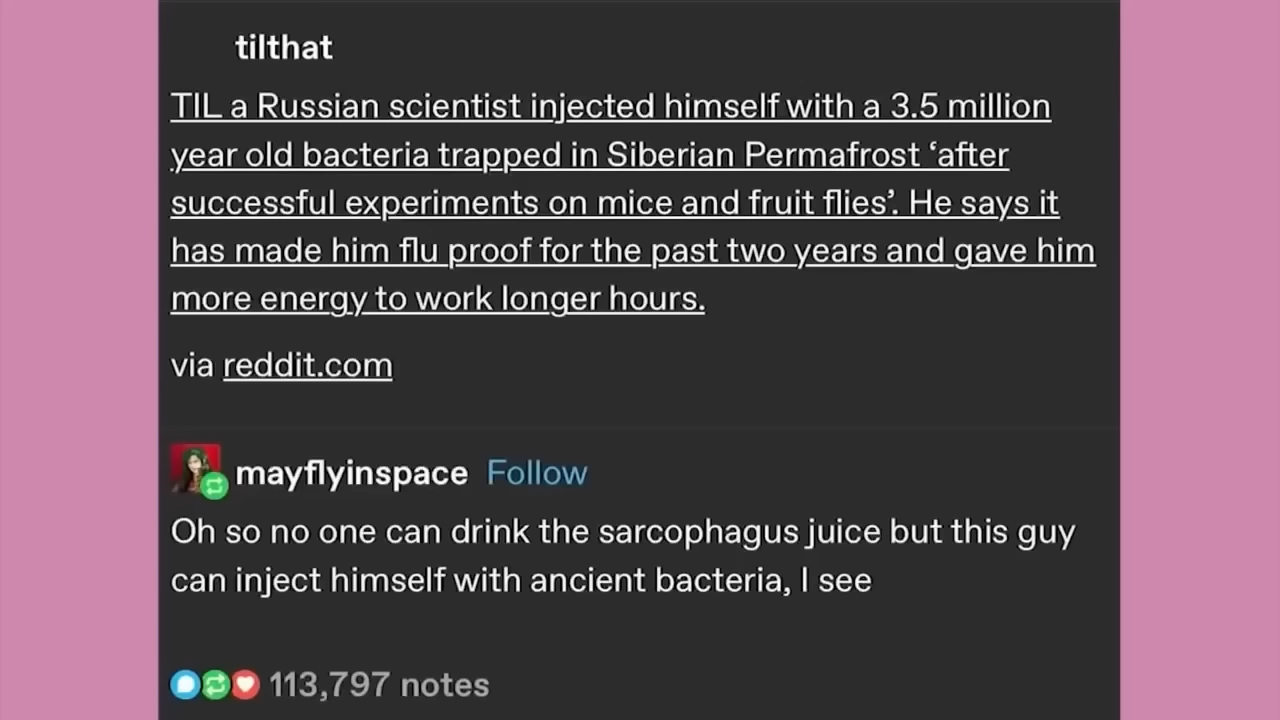 tilthat
TIL a Russian scientist injected himself with a 3.5 million
year old bacteria trapped in Siberian Permafrost ‘after
successful experiments on mice and fruit flies’. He says it
has made him flu proof for the past two years and gave him
more energy to work longer hours.
via reddit.com
mayflyinspace Follow
Oh so no one can drink the sarcophagus juice but this guy
can inject himself with ancient bacteria, I see
113,797 notes